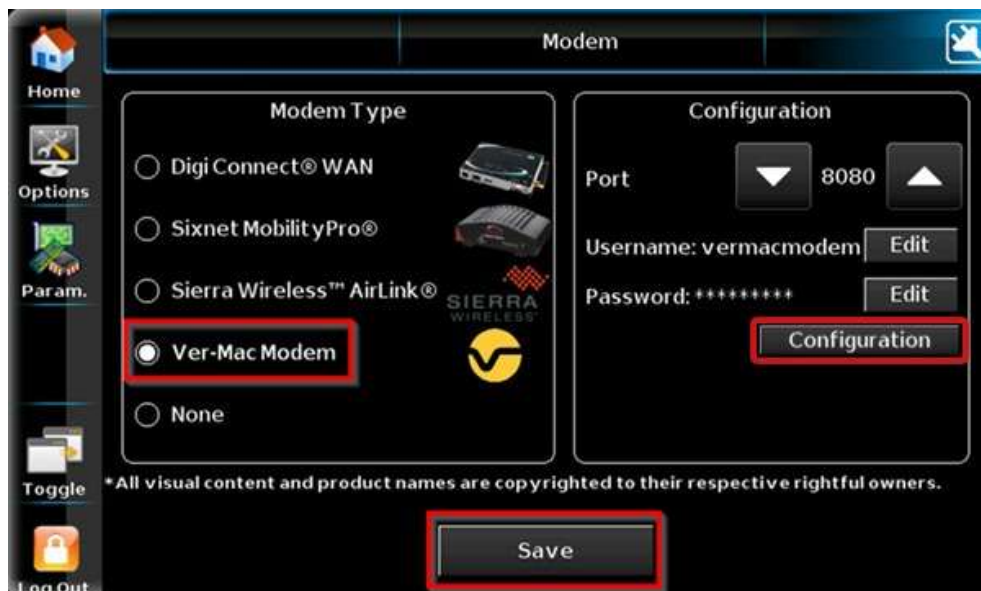 Modem
Home
Options
Param.
Toggle
Log Out
Modem Type
Digi Connect® WAN
Sixnet MobilityPro®
Sierra Wireless™ AirLink®
SIERRA
WIRELESS
Ver-Mac Modem
None
Configuration
Port 8080
Username: vermacmodem Edit
Password: ********* Edit
Configuration
*All visual content and product names are copyrighted to their respective rightful owners.
Save